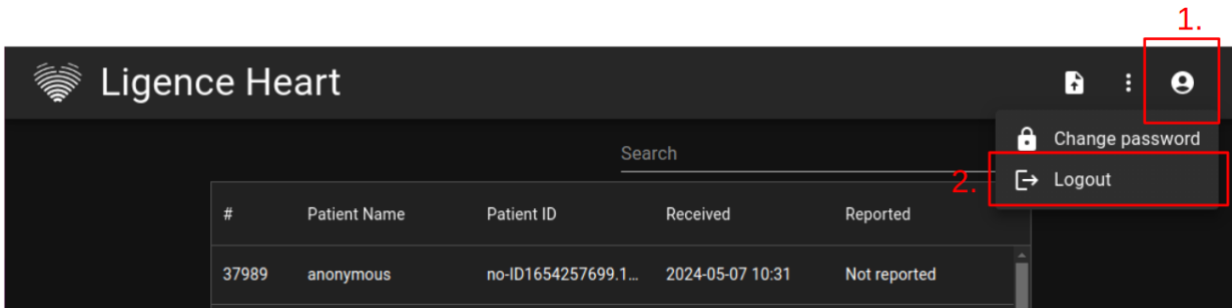 1.
Ligence Heart
Change password
Search
2.
Logout
# Patient Name Patient ID Received Reported
37989 anonymous no-ID1654257699.1... 2024-05-07 10:31 Not reported